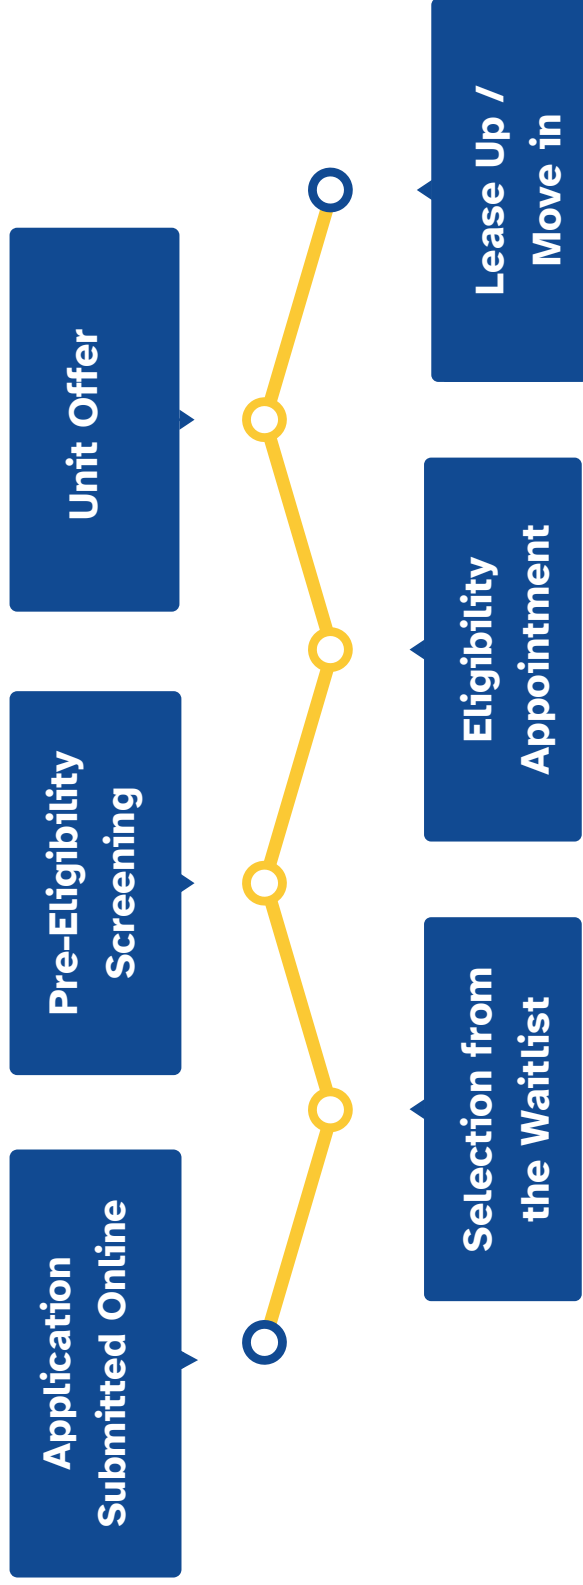 Application
Submitted Online
Selection from
the Waitlist
Pre-Eligibility
Screening
Eligibility
Appointment
Unit Offer
Lease Up /
Move in